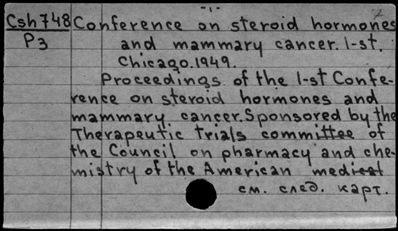 -1-
Csh748 Conference on steroid hormones
P3 and mammary cancer. 1-st.
Chicago. 1949.
Proceedings of the 1-st Confe-
rence on steroid hormones and
mammary cancer. Sponsored by the
Therapeutic trials committee of
the Council on pharmacy and che-
mistry of the American medical
см. след. карт.